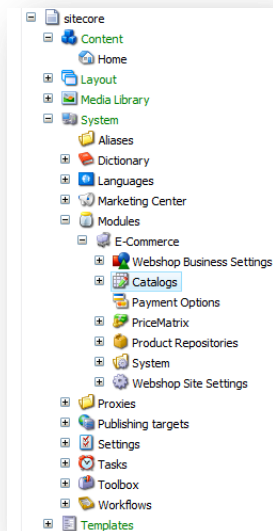 sitecore
Content
Home
Layout
Media Library
System
Aliases
Dictionary
Languages
Marketing Center
Modules
E-Commerce
Webshop Business Settings
Catalogs
Payment Options
PriceMatrix
Product Repositories
System
Webshop Site Settings
Proxies
Publishing targets
Settings
Tasks
Toolbox
Workflows
Templates